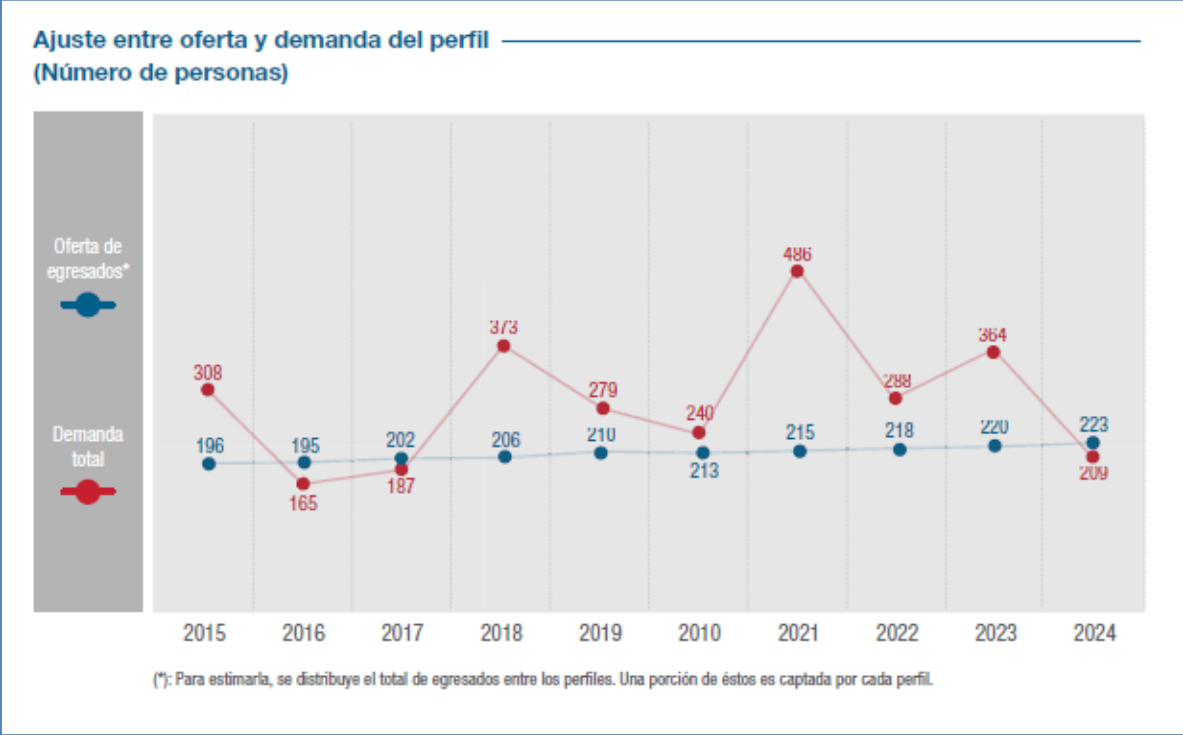 Ajuste entre oferta y demanda del perfil
(Número de personas)
Oferta de
egresados*
Demanda
total
308 165 187 373 279 240 486 288 364 209
196 195 202 206 210 213 215 218 220 223
2015 2016 2017 2018 2019 2010 2021 2022 2023 2024
(*): Para estimarla, se distribuye el total de egresados entre los perfiles. Una porción de éstos es captada por cada perfil.